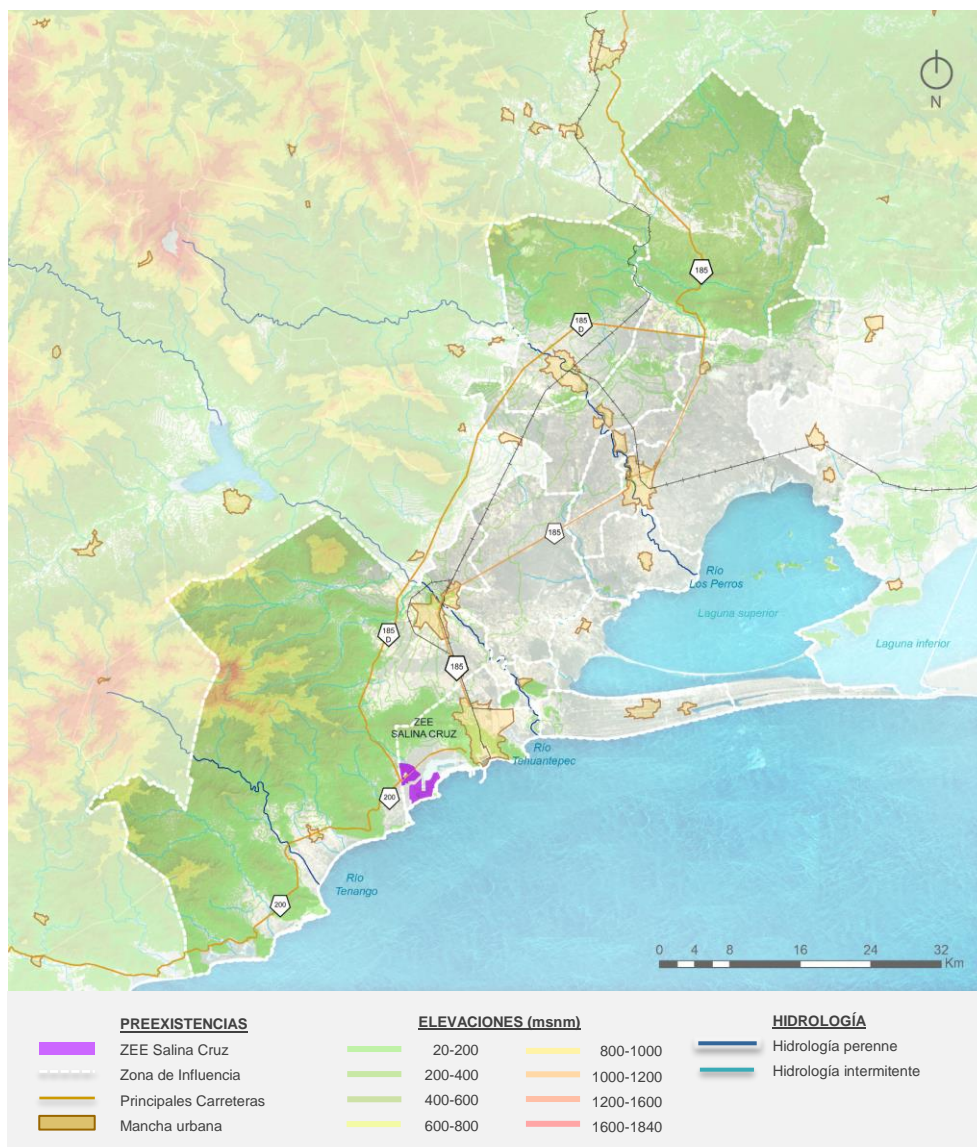 N
185
185
D
185
Río
Los Perros
Laguna superior
Laguna inferior
185
D
185
ZEE
SALINA CRUZ
Río
Tehuantepec
200
Río
Tenango
200
0 4 8 16 24 32
Km
PREEXISTENCIAS
ZEE Salina Cruz
Zona de Influencia
Principales Carreteras
Mancha urbana
ELEVACIONES (msnm)
20-200
200-400
400-600
600-800
800-1000
1000-1200
1200-1600
1600-1840
HIDROLOGÍA
Hidrología perenne
Hidrología intermitente